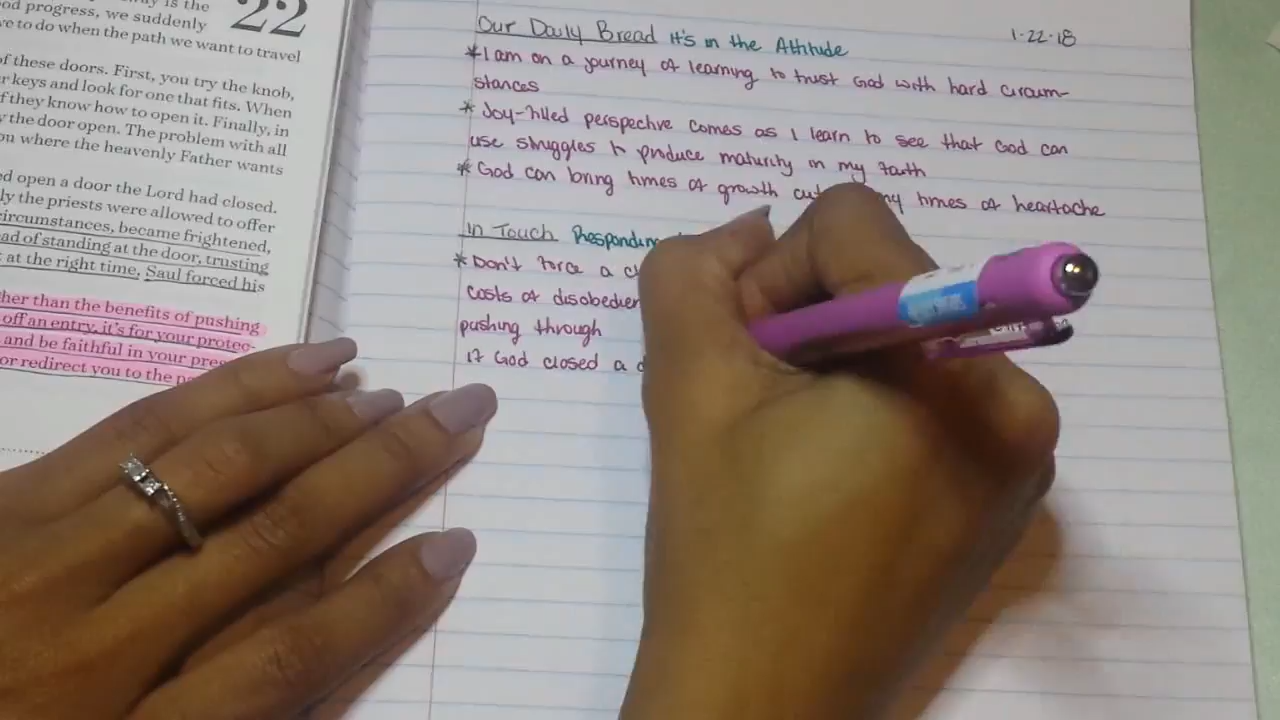 is the
22
od progress, we suddenly
ve to do when the path we want to travel
of these doors. First, you try the knob,
r keys and look for one that fits. When
f they know how to open it. Finally, in
y the door open. The problem with all
ou where the heavenly Father wants
ed open a door the Lord had closed.
ly the priests were allowed to offer
circumstances, became frightened,
ad of standing at the door, trusting
at the right time, Saul forced his
her than the benefits of pushing
off an entry, it's for your protec-
and be faithful in your pres
or redirect you to the p
Our Daily Bread It's in the Attitude
1-22-18
*I am on a journey of learning to trust God with hard circum-
stances
* Joy-filled perspective comes as I learn to see that God can
use struggles to produce maturity in my faith
* God can bring times of growth out my times of heartache
In Touch Responding
* Don't force a cl
costs of disobedien
pushing through
if God closed a d